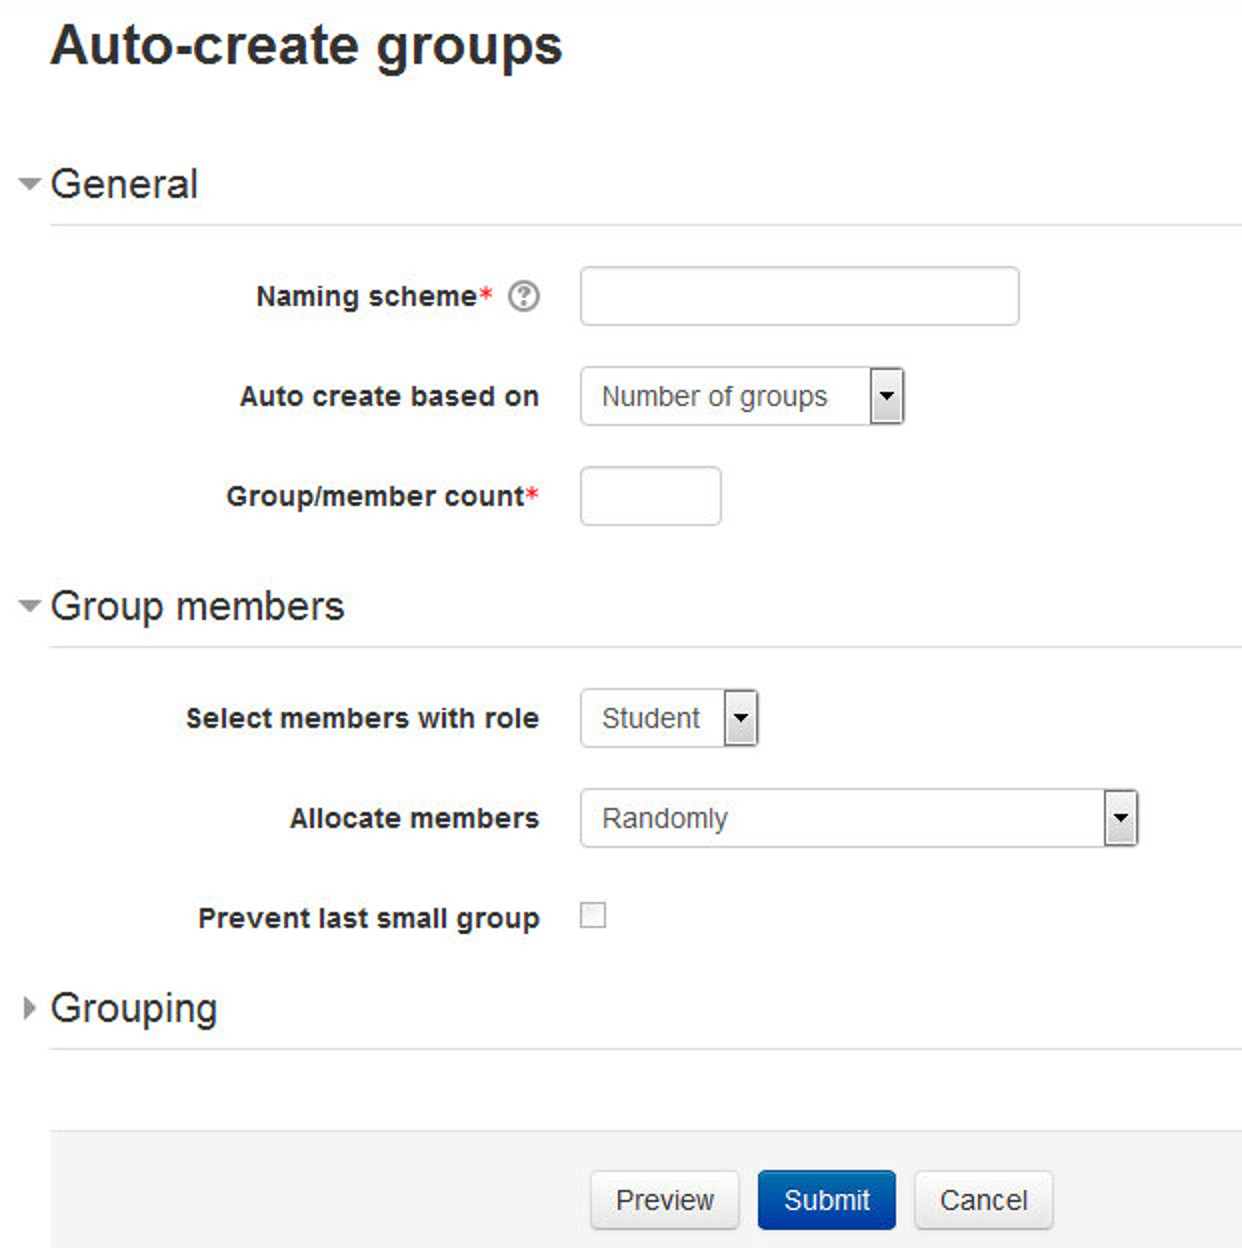 Auto-create groups
General
Naming scheme* ?
Auto create based on Number of groups
Group/member count*
Group members
Select members with role Student
Allocate members Randomly
Prevent last small group
Grouping
Preview Submit Cancel